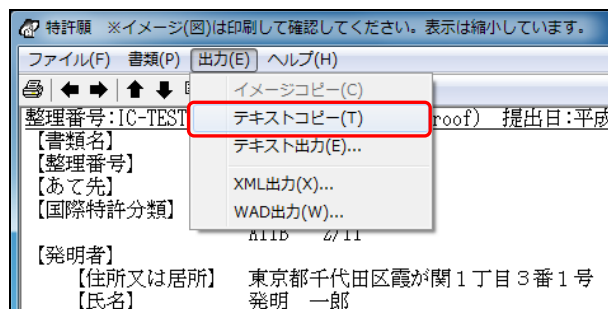 特許願 ※イメージ(図)は印刷して確認してください。表示は縮小しています。
ファイル(F) 書類(P) 出力(E) ヘルプ(H)
イメージコピー(C)
整理番号:IC-TEST テキストコピー(T) roof) 提出日:平成
【書類名】 テキスト出力(E)...
【整理番号】
【あて先】 XML出力(X)...
【国際特許分類】 WAD出力(W)...
A11B 2/11
【発明者】
【住所又は居所】 東京都千代田区霞が関1丁目3番1号
【氏名】 発明 一郎